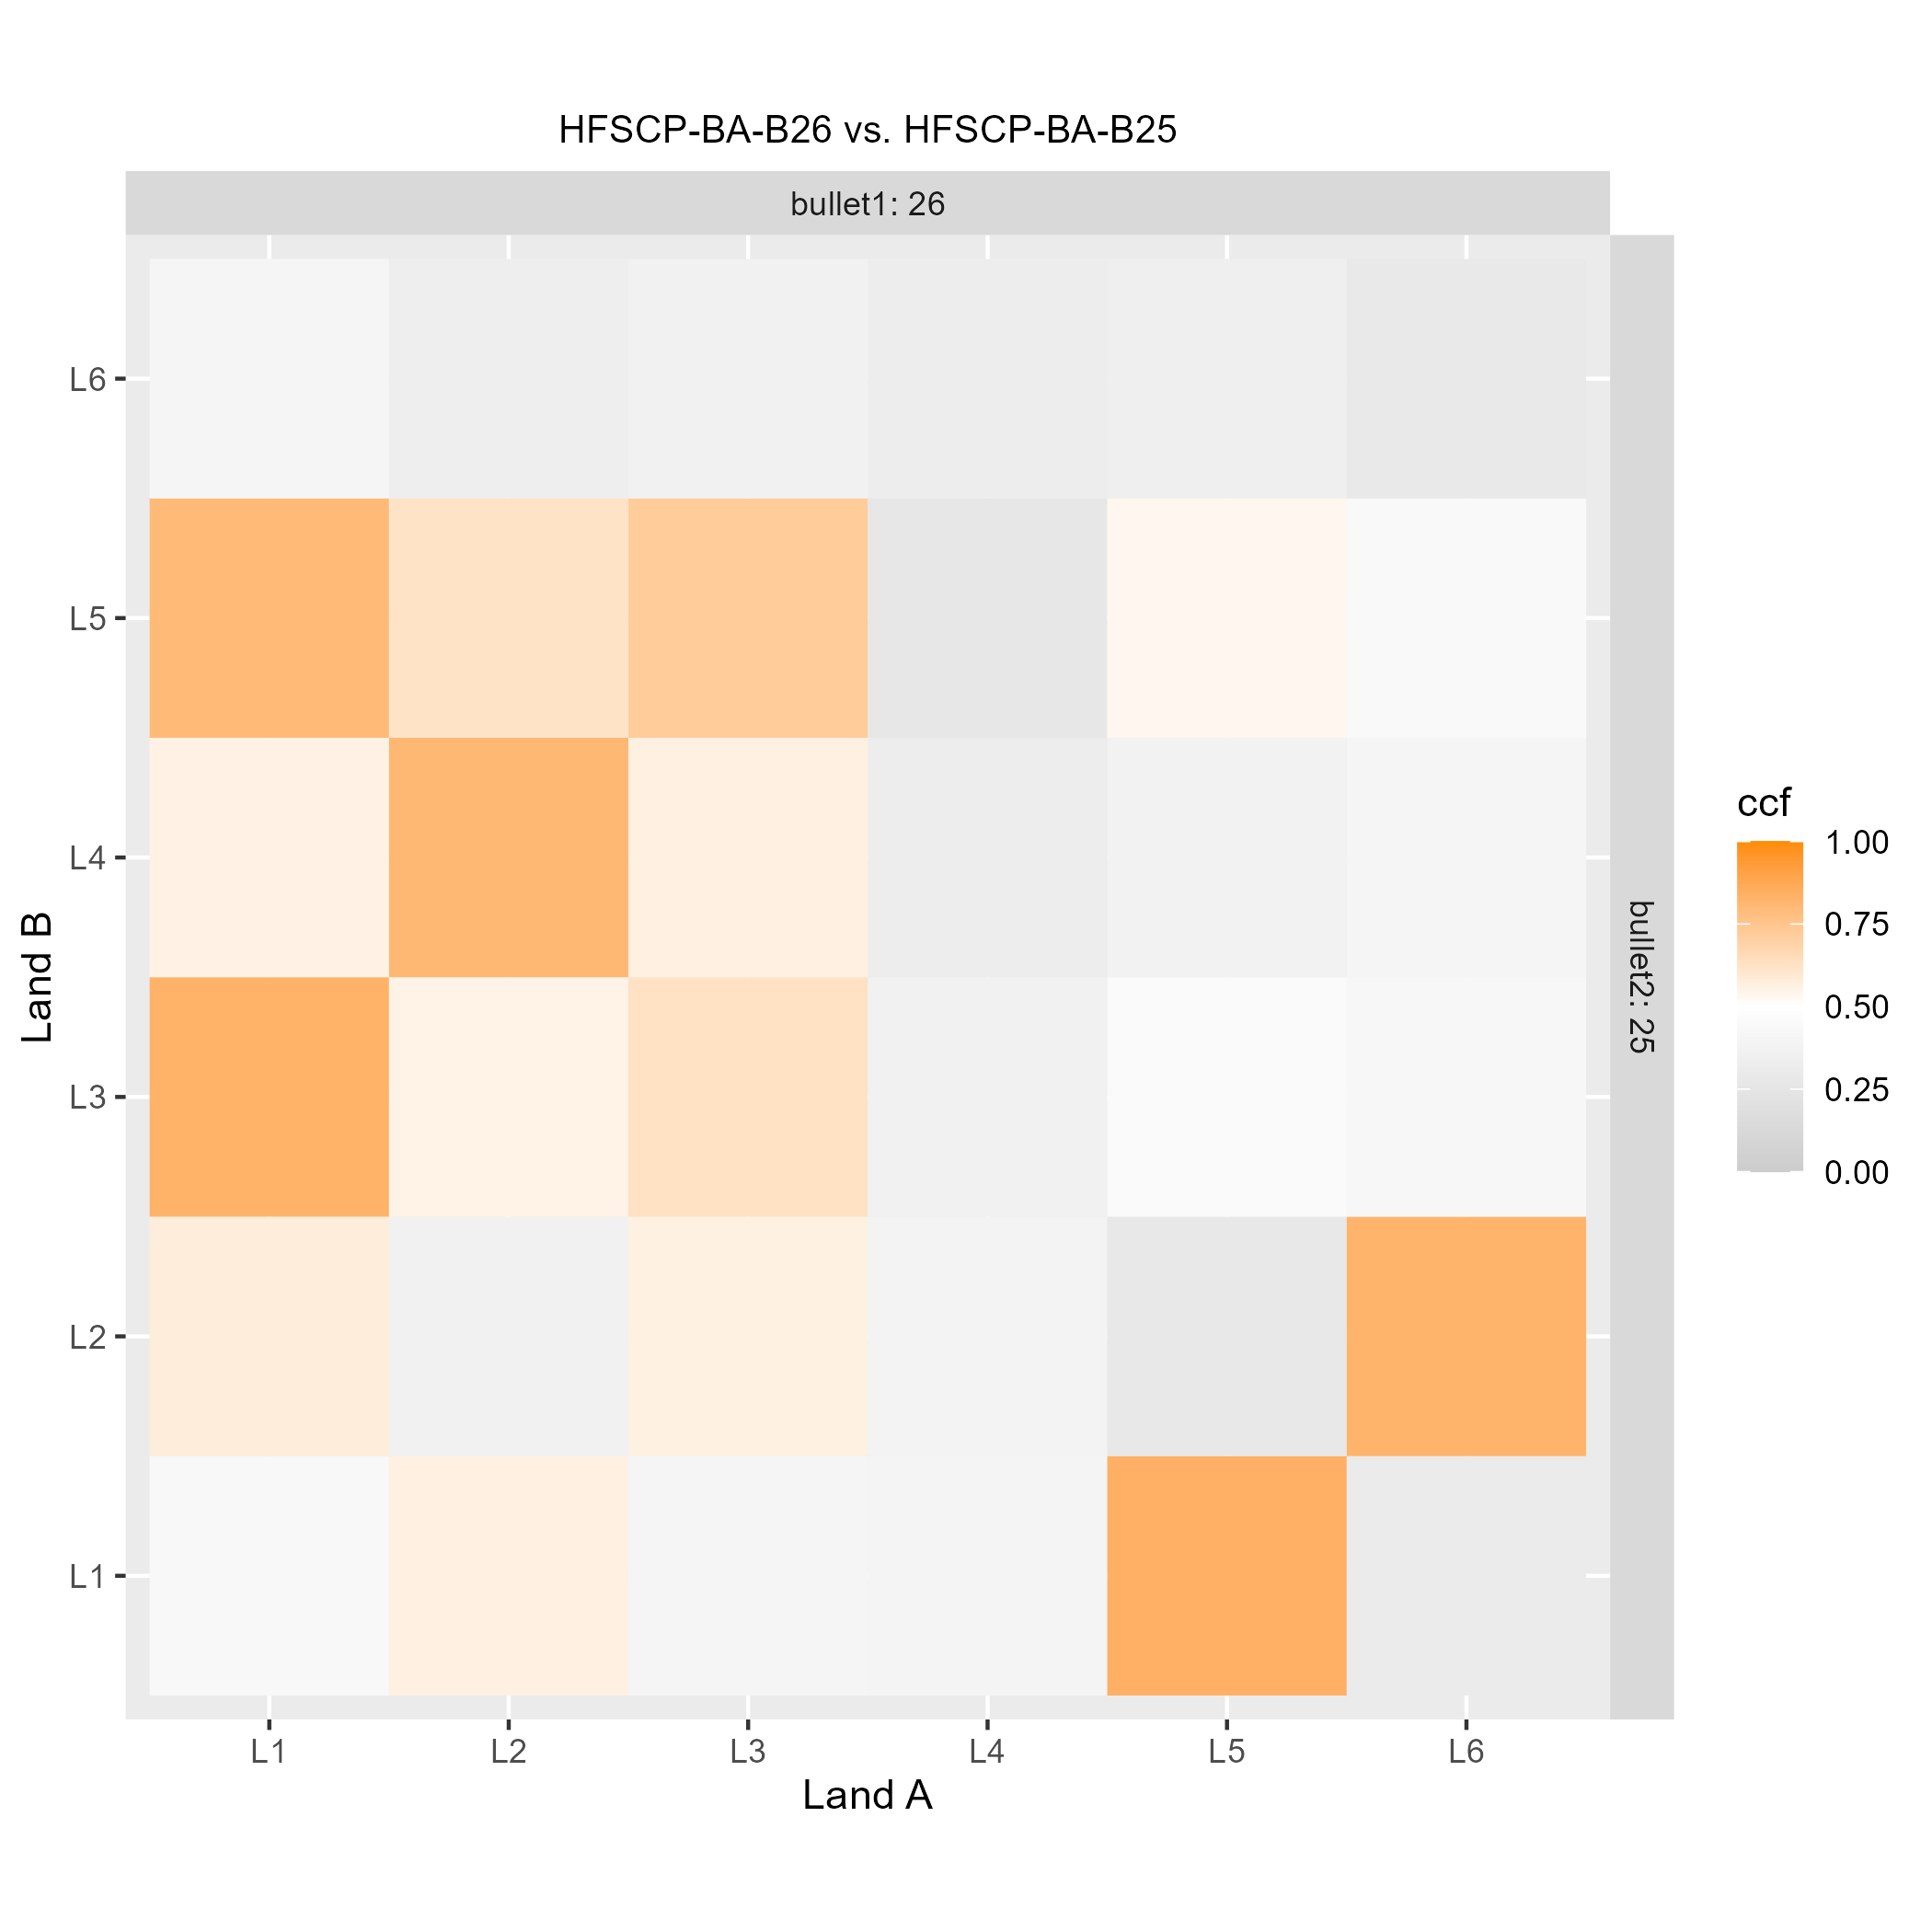 HFSCP-BA-B26 vs. HFSCP-BA-B25
bullet1: 26
L6
L5
L4
L3
L2
L1
Land B
bullet2: 25
L1 L2 L3 L4 L5 L6
Land A
ccf
1.00
0.75
0.50
0.25
0.00